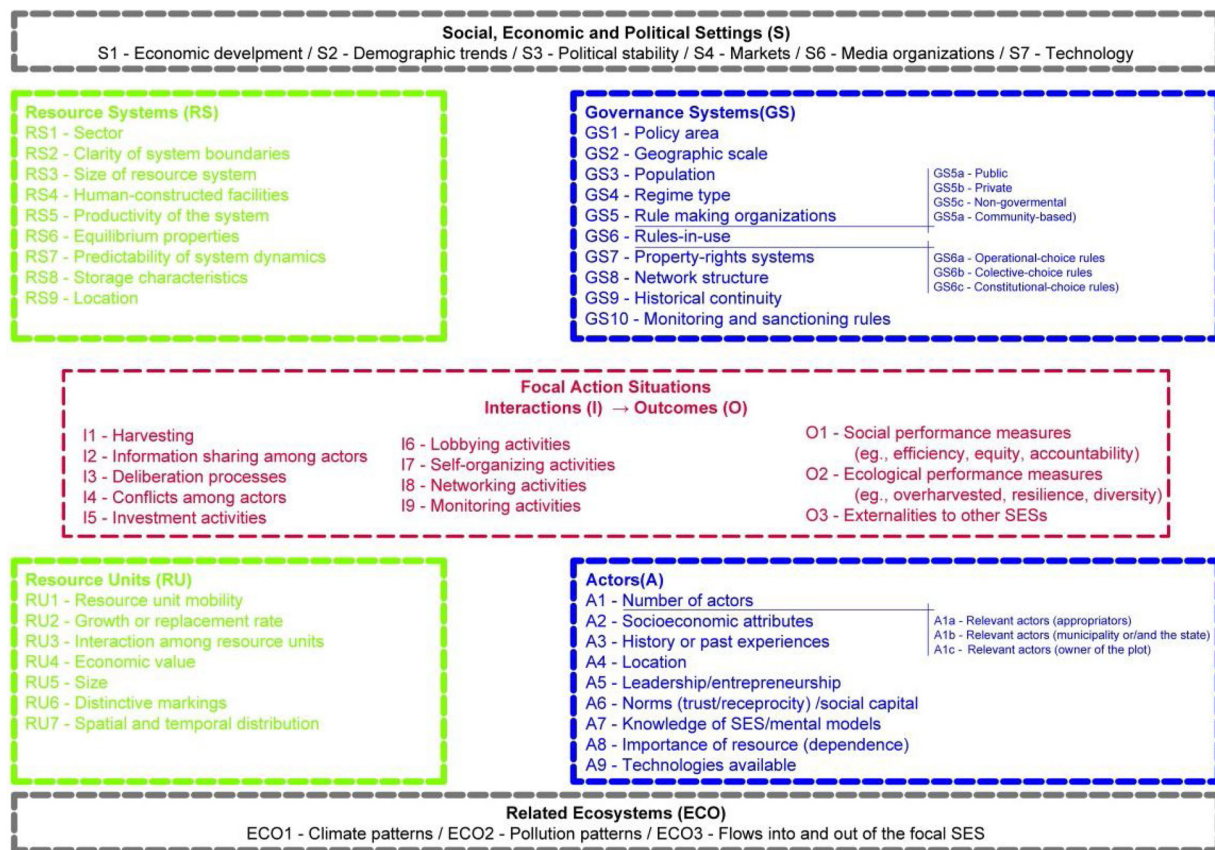 Social, Economic and Political Settings (S)
S1 - Economic develpment / S2 - Demographic trends / S3 - Political stability / S4 - Markets / S6 - Media organizations / S7 - Technology
Resource Systems (RS)
RS1 - Sector
RS2 - Clarity of system boundaries
RS3 - Size of resource system
RS4 - Human-constructed facilities
RS5 - Productivity of the system
RS6 - Equilibrium properties
RS7 - Predictability of system dynamics
RS8 - Storage characteristics
RS9 - Location
Governance Systems(GS)
GS1 - Policy area
GS2 - Geographic scale
GS3 - Population
GS4 - Regime type
GS5 - Rule making organizations
GS6 - Rules-in-use
GS7 - Property-rights systems
GS8 - Network structure
GS9 - Historical continuity
GS10 - Monitoring and sanctioning rules
GS5a - Public
GS5b - Private
GS5c - Non-govermental
GS5a - Community-based)
GS6a - Operational-choice rules
GS6b - Colective-choice rules
GS6c - Constitutional-choice rules)
Focal Action Situations
Interactions (I) → Outcomes (O)
I1 - Harvesting
I2 - Information sharing among actors
I3 - Deliberation processes
I4 - Conflicts among actors
I5 - Investment activities
I6 - Lobbying activities
I7 - Self-organizing activities
I8 - Networking activities
I9 - Monitoring activities
O1 - Social performance measures
(eg., efficiency, equity, accountability)
O2 - Ecological performance measures
(eg., overharvested, resilience, diversity)
O3 - Externalities to other SESs
Resource Units (RU)
RU1 - Resource unit mobility
RU2 - Growth or replacement rate
RU3 - Interaction among resource units
RU4 - Economic value
RU5 - Size
RU6 - Distinctive markings
RU7 - Spatial and temporal distribution
Actors(A)
A1 - Number of actors
A2 - Socioeconomic attributes
A3 - History or past experiences
A4 - Location
A5 - Leadership/entrepreneurship
A6 - Norms (trust/receprocity) /social capital
A7 - Knowledge of SES/mental models
A8 - Importance of resource (dependence)
A9 - Technologies available
A1a - Relevant actors (appropriators)
A1b - Relevant actors (municipality or/and the state)
A1c - Relevant actors (owner of the plot)
Related Ecosystems (ECO)
ECO1 - Climate patterns / ECO2 - Pollution patterns / ECO3 - Flows into and out of the focal SES